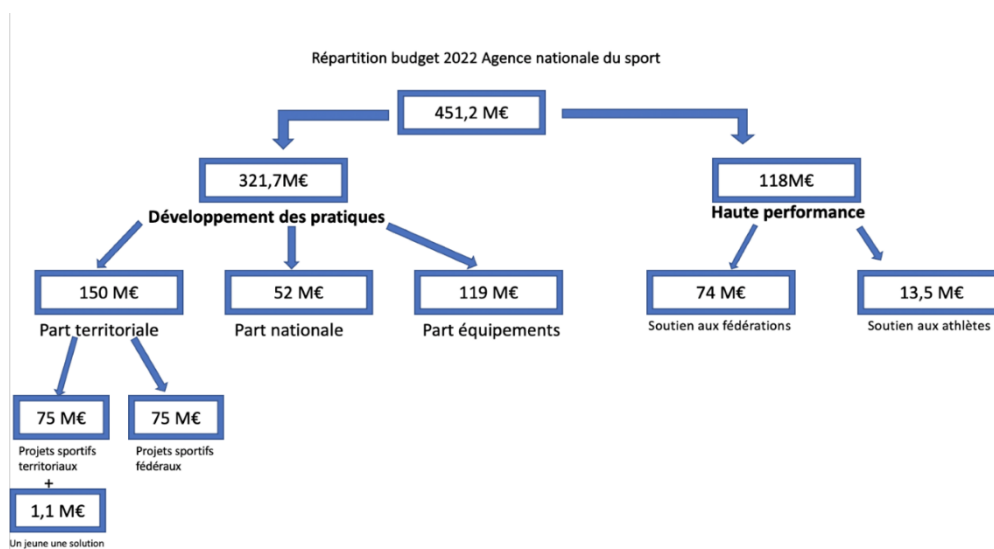 Répartition budget 2022 Agence nationale du sport
451,2 M€
321,7M€
118M€
Développement des pratiques
Haute performance
150 M€
52 M€
119 M€
74 M€
13,5 M€
Part territoriale
Part nationale
Part équipements
Soutien aux fédérations
Soutien aux athlètes
75 M€
75 M€
Projets sportifs
territoriaux
Projets sportifs
fédéraux
+
1,1 M€
Un jeune une solution